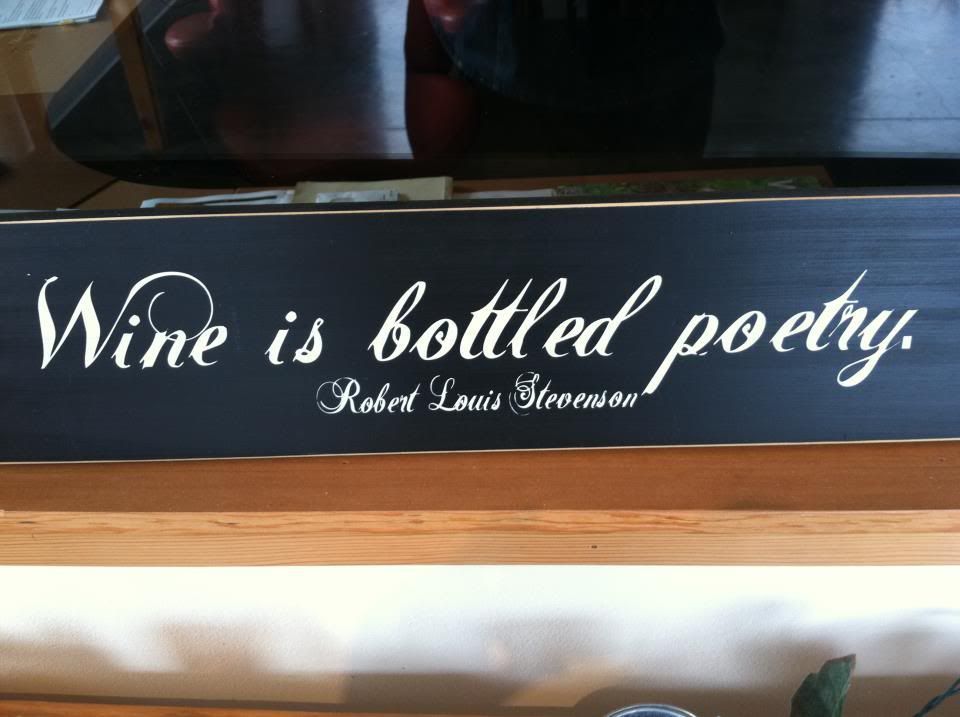 Wine is bottled poetry.
Robert Louis Stevenson